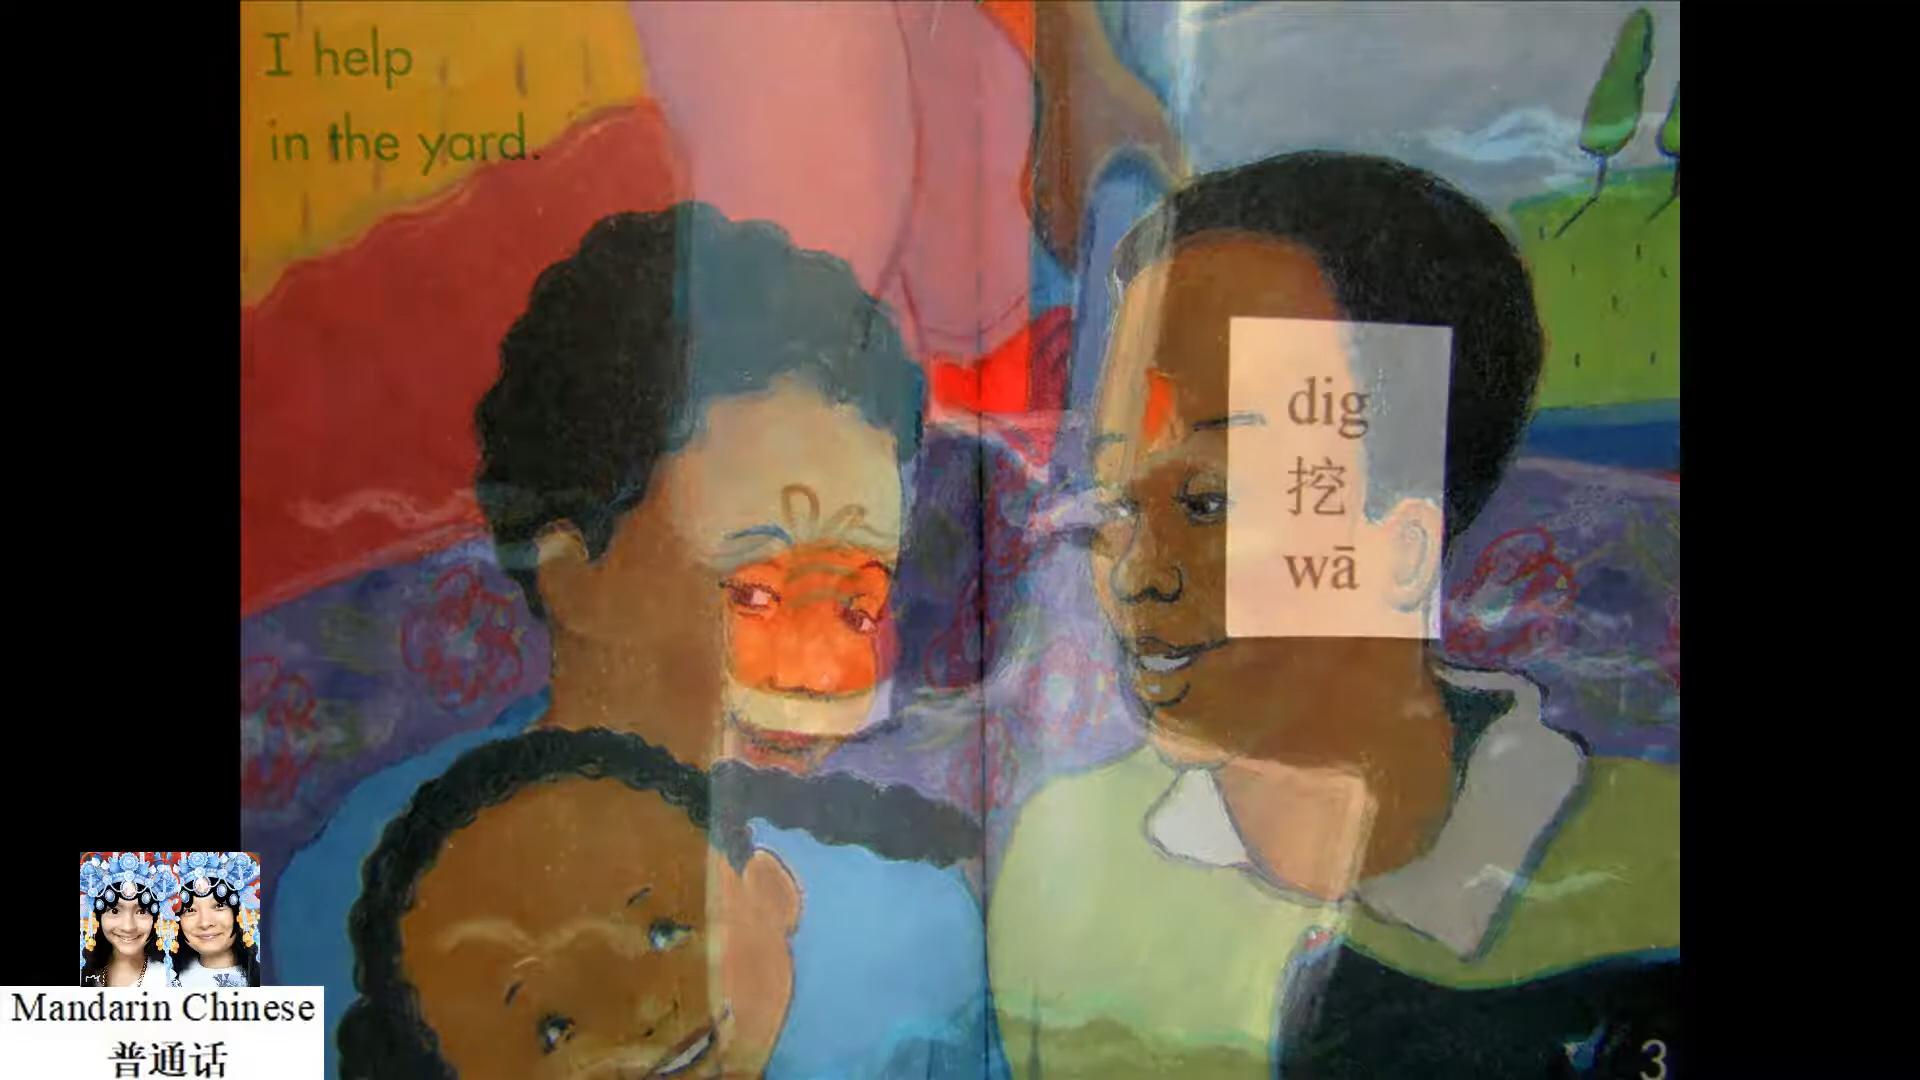 I help
in the yard.
dig
挖
wā
3
Mandarin Chinese
普通话